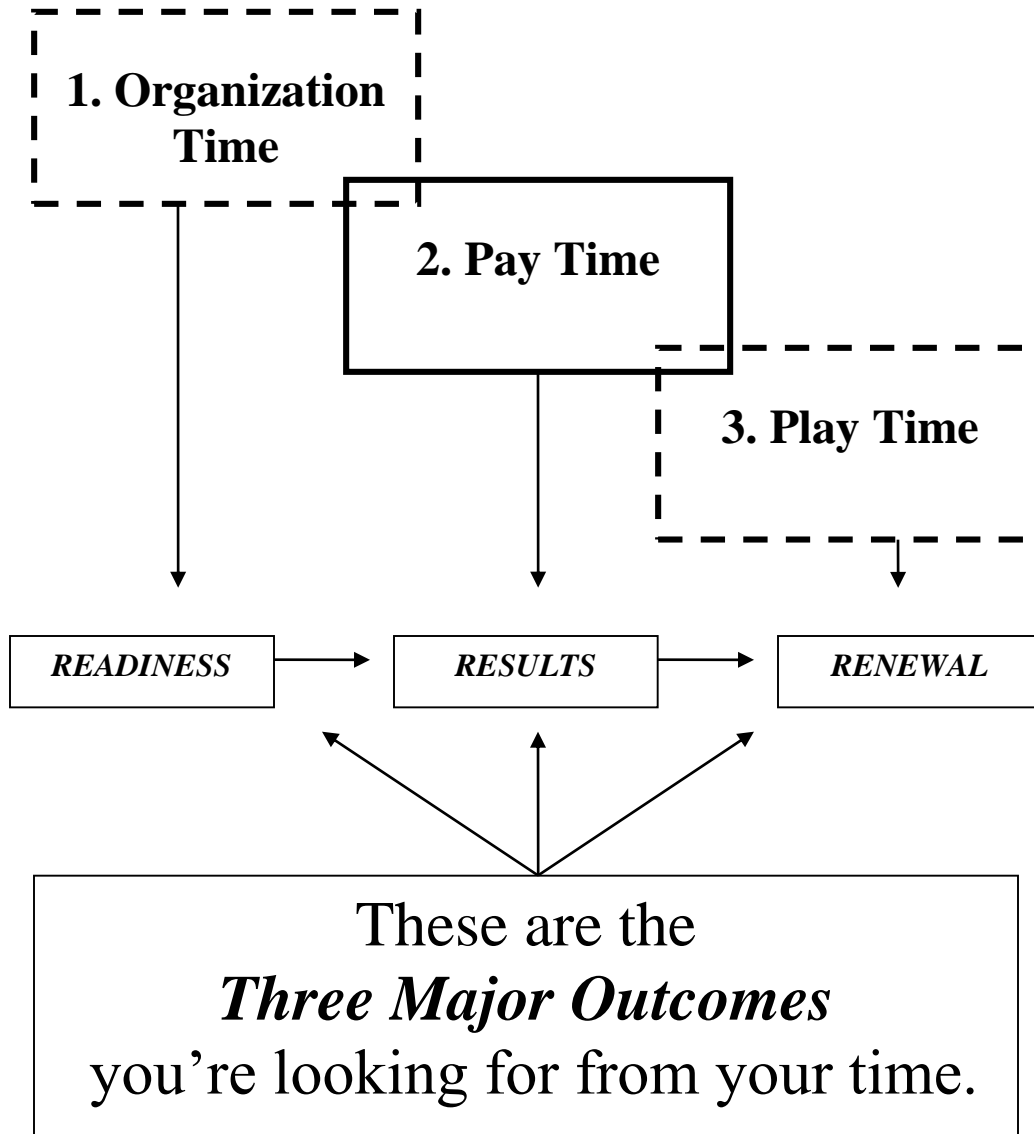 1. Organization
Time
2. Pay Time
3. Play Time
READINESS
RESULTS
RENEWAL
These are the
Three Major Outcomes
you’re looking for from your time.